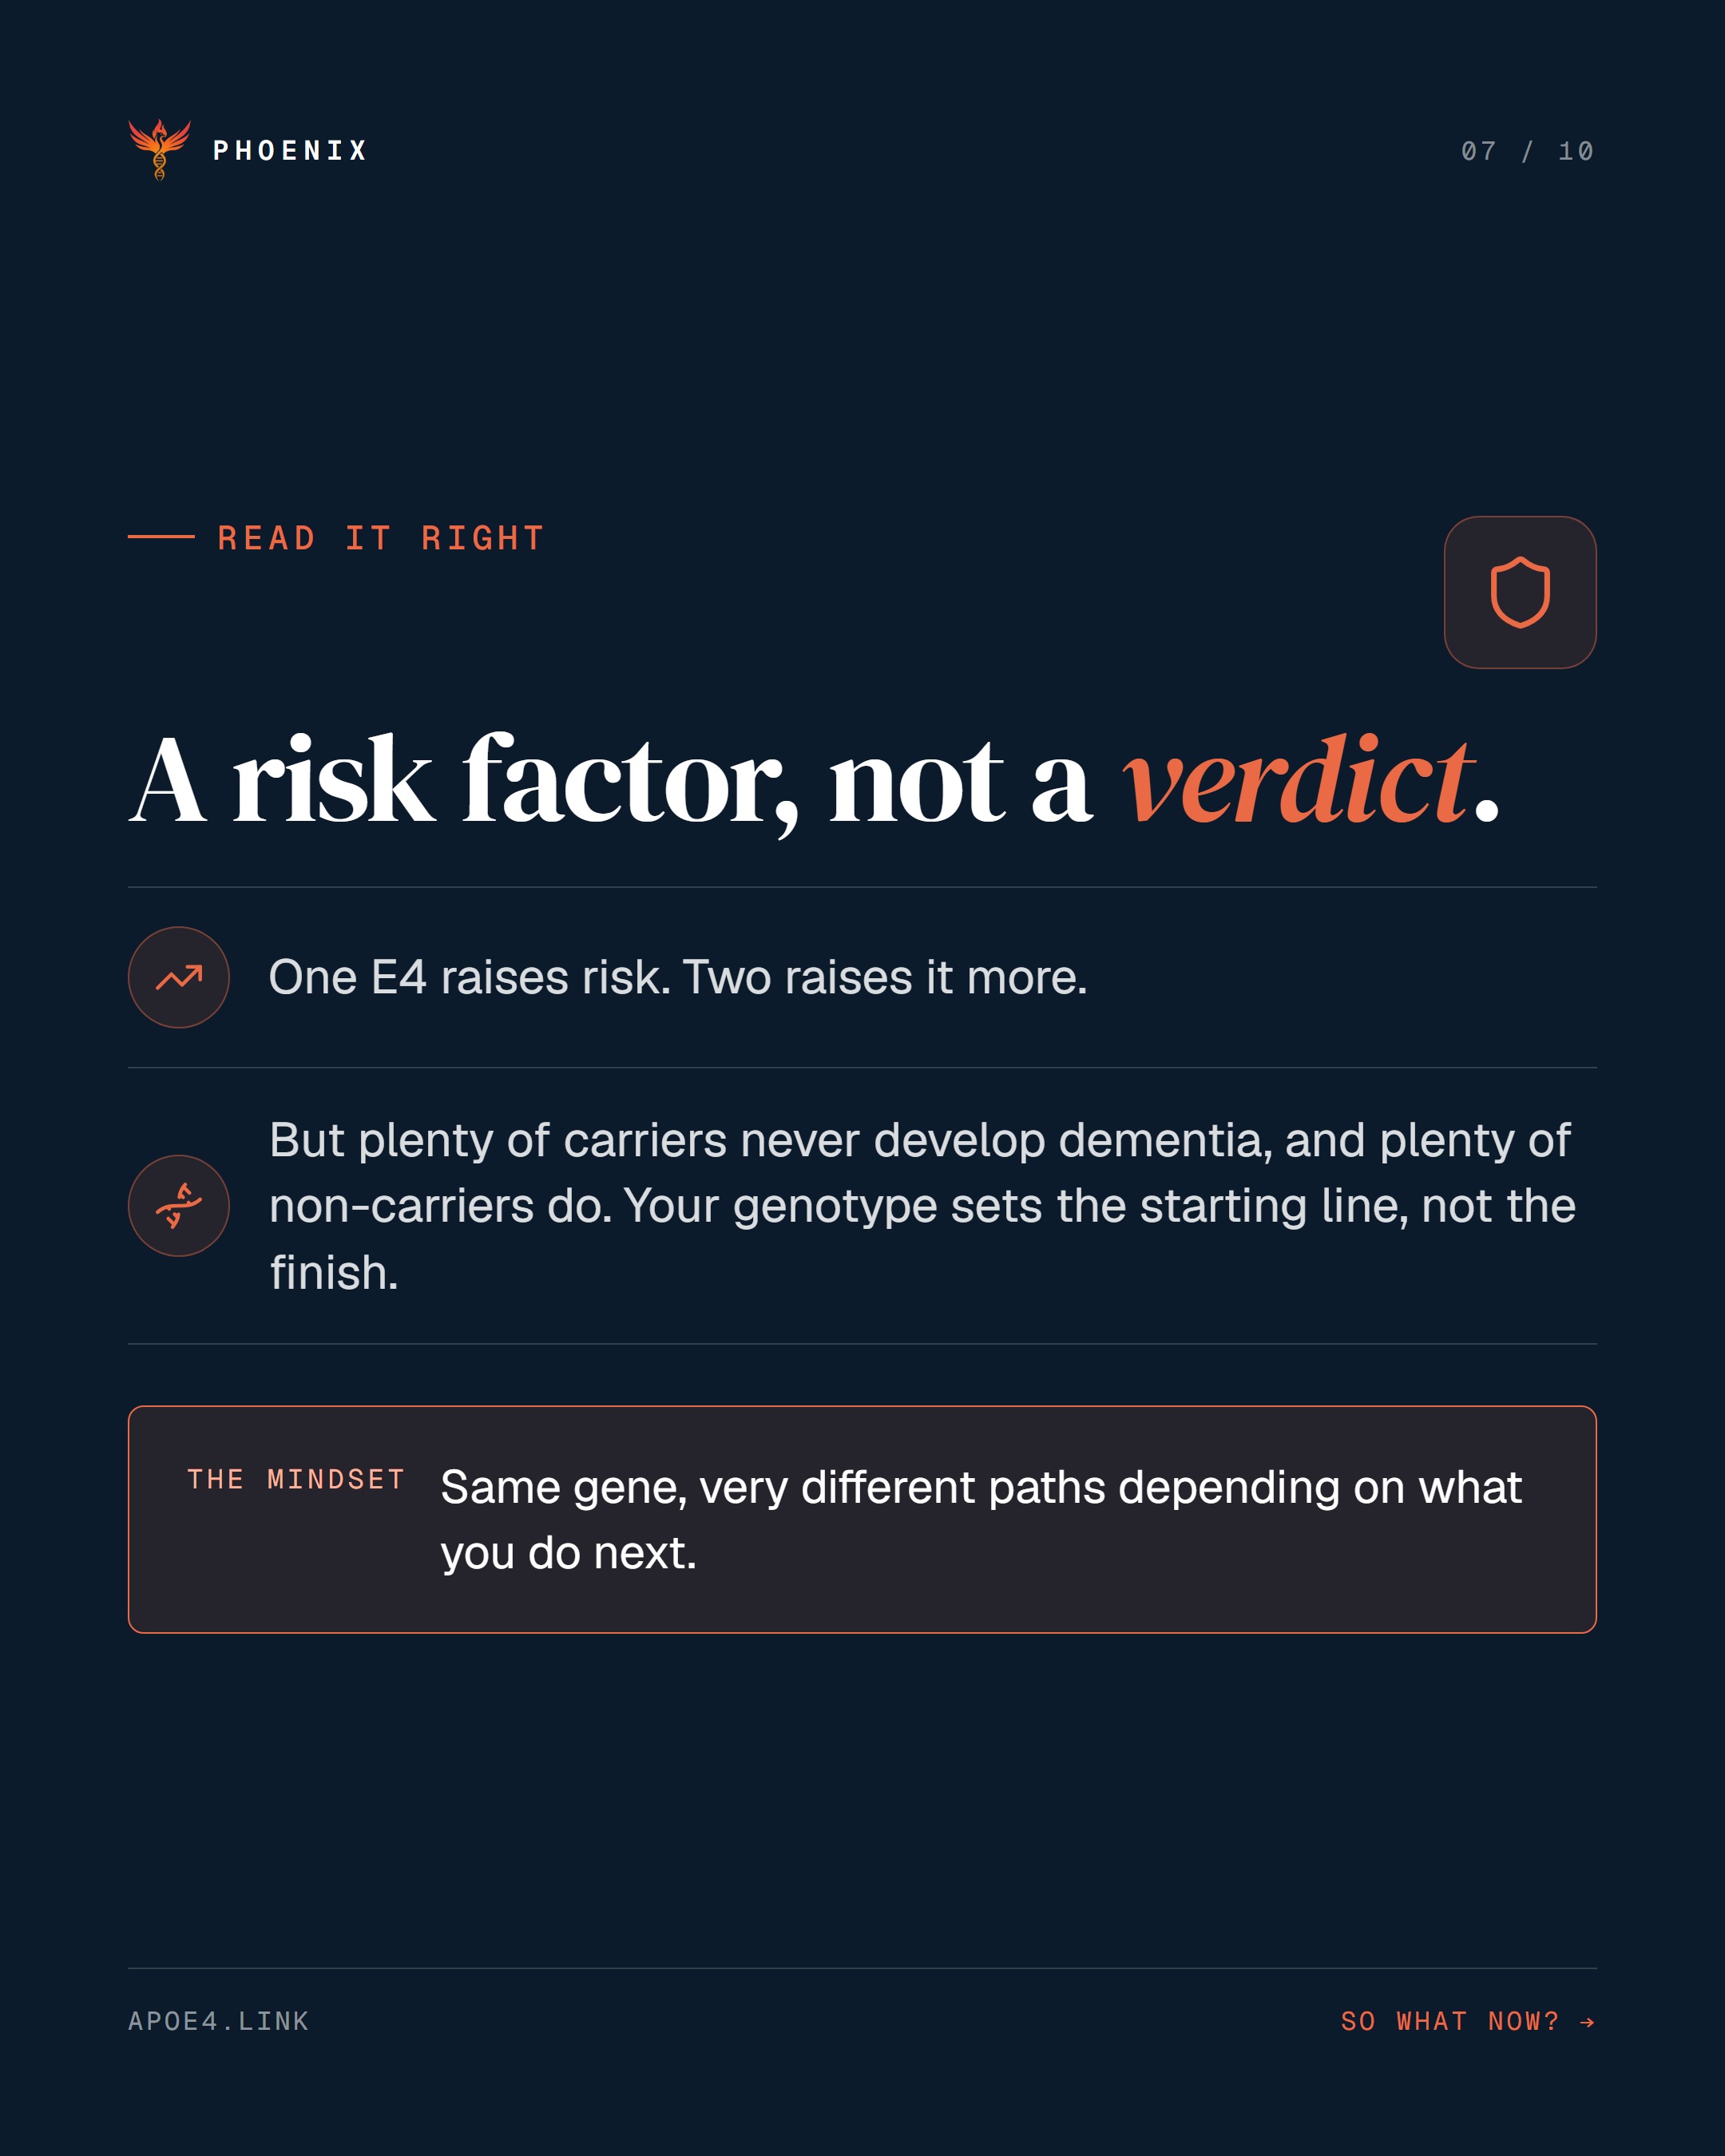 PHOENIX
07 / 10
READ IT RIGHT
A risk factor, not a verdict.
One E4 raises risk. Two raises it more.
But plenty of carriers never develop dementia, and plenty of
non-carriers do. Your genotype sets the starting line, not the
finish.
THE MINDSET
Same gene, very different paths depending on what
you do next.
APOE4.LINK
SO WHAT NOW? →